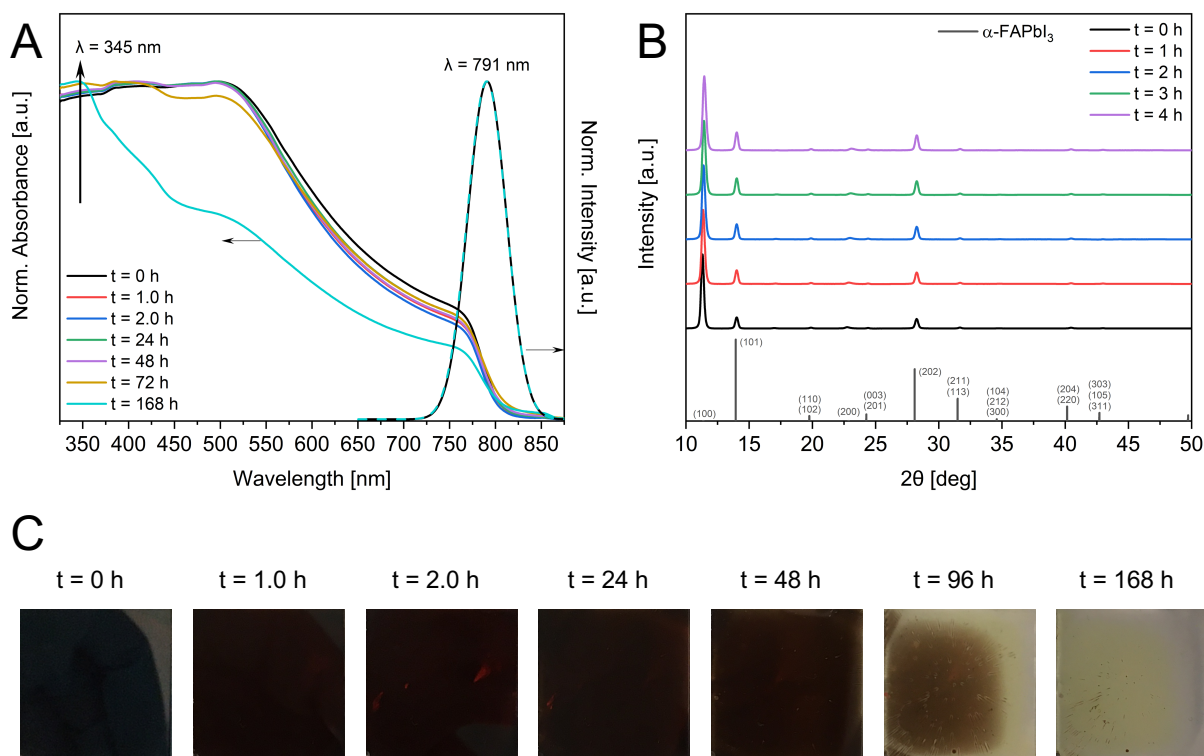 A
λ = 345 nm
λ = 791 nm
Norm. Absorbance [a.u.]
Norm. Intensity [a.u.]
t = 0 h
t = 1.0 h
t = 2.0 h
t = 24 h
t = 48 h
t = 72 h
t = 168 h
350 400 450 500 550 600 650 700 750 800 850
Wavelength [nm]
B
α-FAPbI₃
t = 0 h
t = 1 h
t = 2 h
t = 3 h
t = 4 h
Intensity [a.u.]
(100)
(101)
(110)
(102)
(200)
(003)
(201)
(202)
(211)
(113)
(104)
(212)
(300)
(204)
(220)
(303)
(105)
(311)
10 15 20 25 30 35 40 45 50
2θ [deg]
C
t = 0 h t = 1.0 h t = 2.0 h t = 24 h t = 48 h t = 96 h t = 168 h